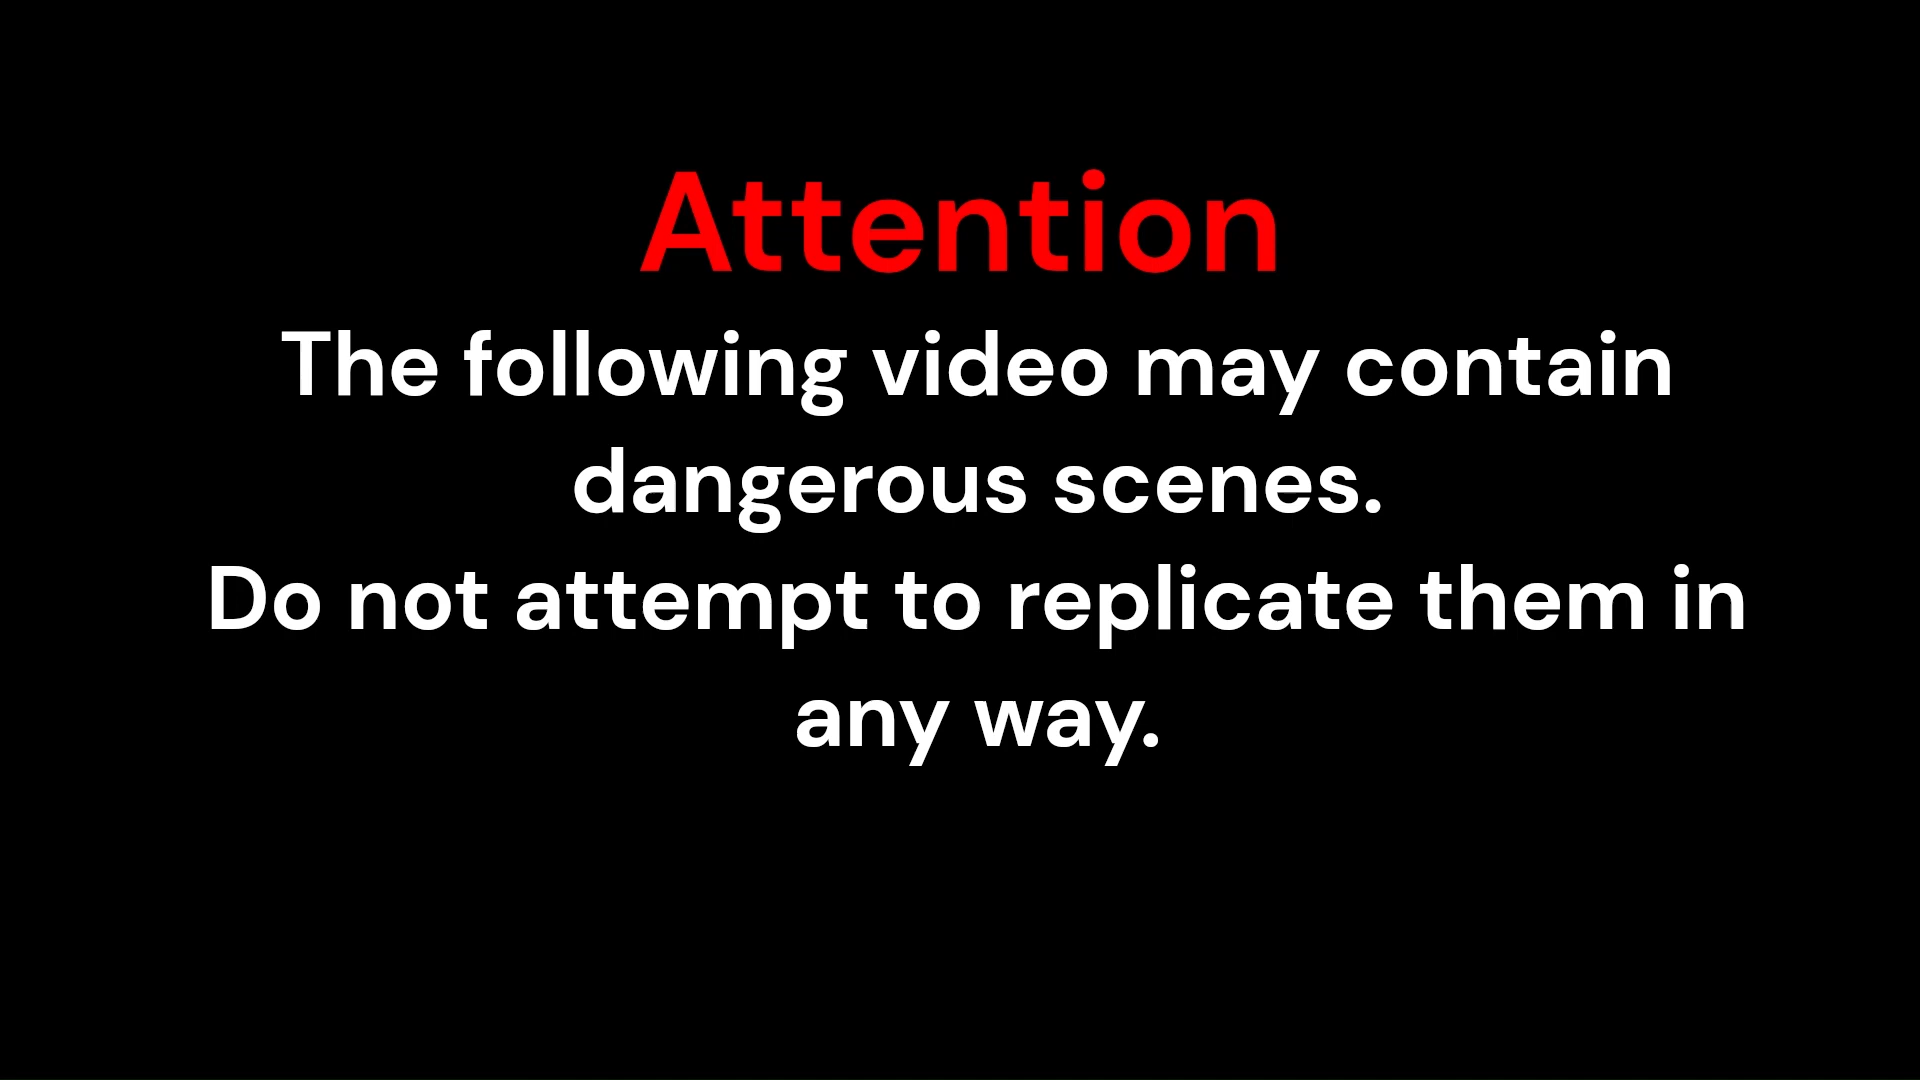 Attention
The following video may contain
dangerous scenes.
Do not attempt to replicate them in
any way.